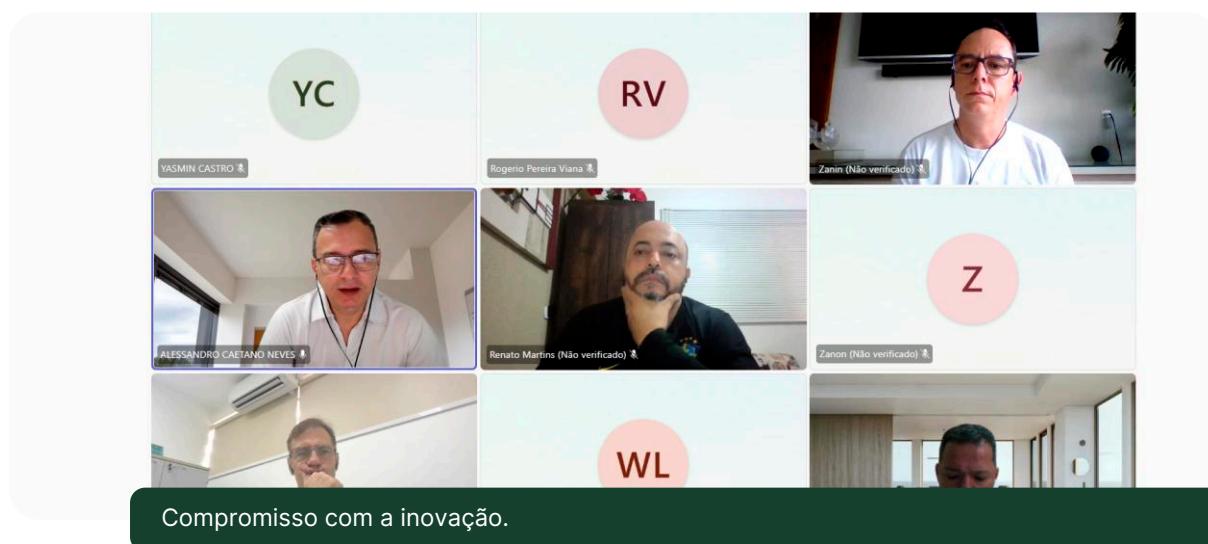 YC
YASMIN CASTRO
RV
Rogerio Pereira Viana
Zanin (Não verificado)
ALESSANDRO CAETANO NEVES
Renato Martins (Não verificado)
Z
Zanon (Não verificado)
WL
Compromisso com a inovação.